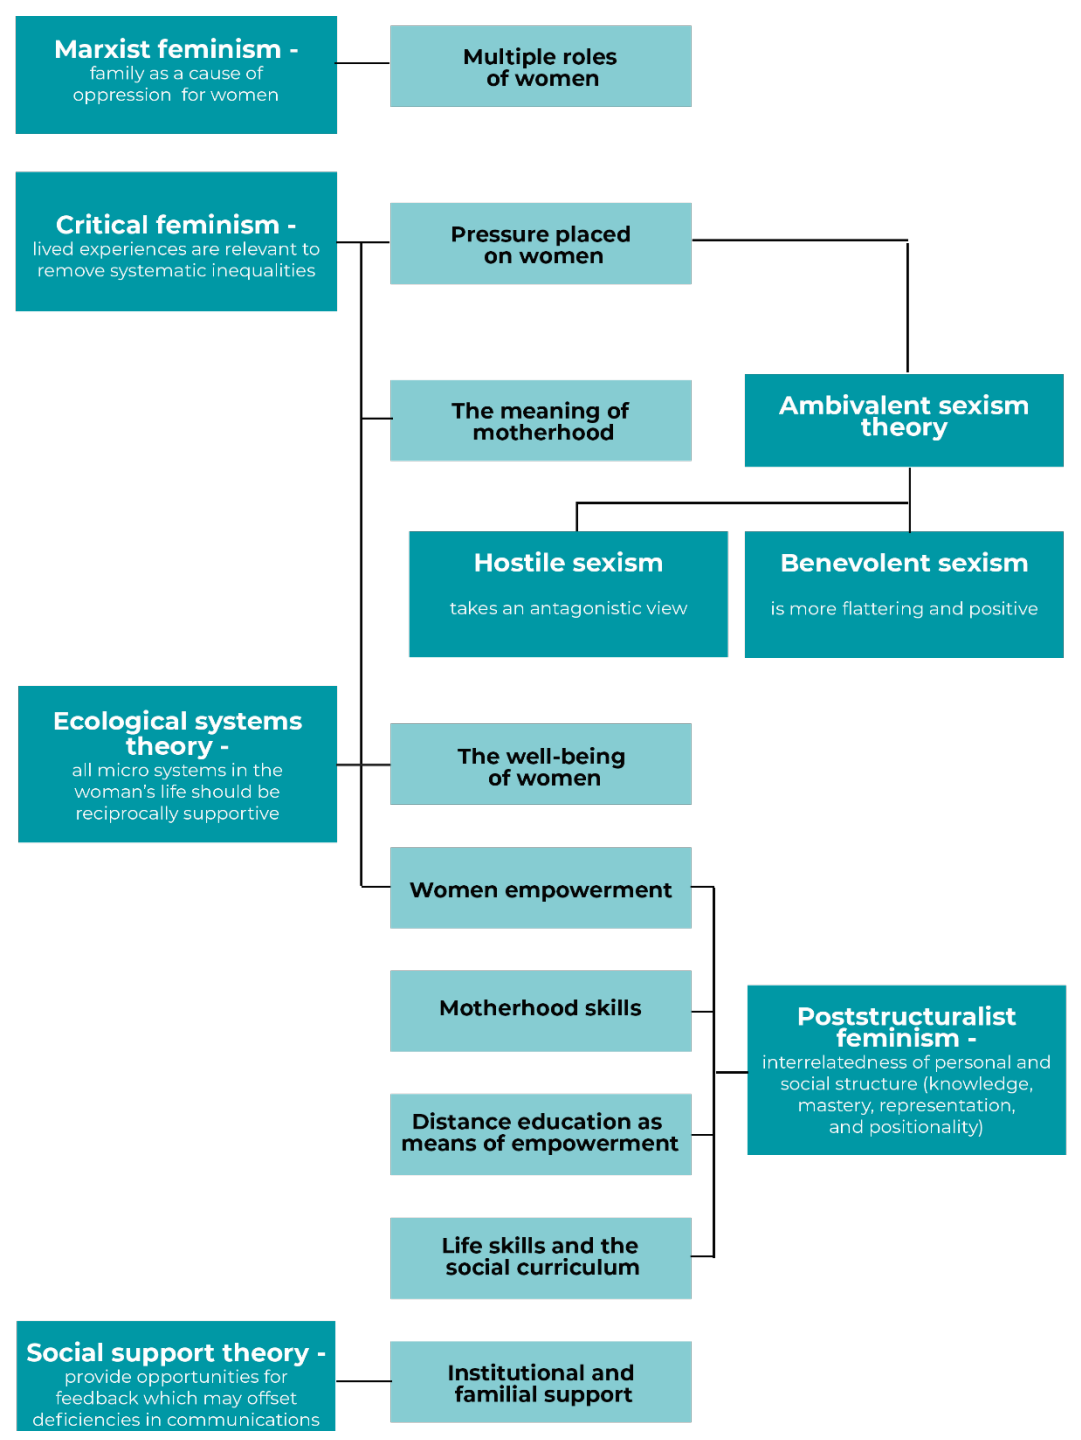 Marxist feminism -
family as a cause of
oppression for women
Multiple roles
of women
Critical feminism -
lived experiences are relevant to
remove systematic inequalities
Pressure placed
on women
The meaning of
motherhood
Ambivalent sexism
theory
Hostile sexism
takes an antagonistic view
Benevolent sexism
is more flattering and positive
Ecological systems
theory -
all micro systems in the
woman's life should be
reciprocally supportive
The well-being
of women
Women empowerment
Motherhood skills
Distance education as
means of empowerment
Life skills and the
social curriculum
Poststructuralist
feminism -
interrelatedness of personal and
social structure (knowledge,
mastery, representation,
and positionality)
Social support theory -
provide opportunities for
feedback which may offset
deficiencies in communications
Institutional and
familial support